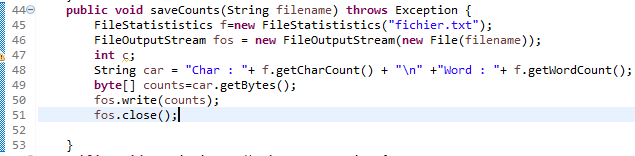 44 public void saveCounts(String filename) throws Exception {
45 FileStatististics f=new FileStatististics("fichier.txt");
46 FileOutputStream fos = new FileOutputStream(new File(filename));
47 int c;
48 String car = "Char : "+ f.getCharCount() + "\n" +"Word : "+ f.getWordCount();
49 byte[] counts=car.getBytes();
50 fos.write(counts);
51 fos.close();
52
53 }